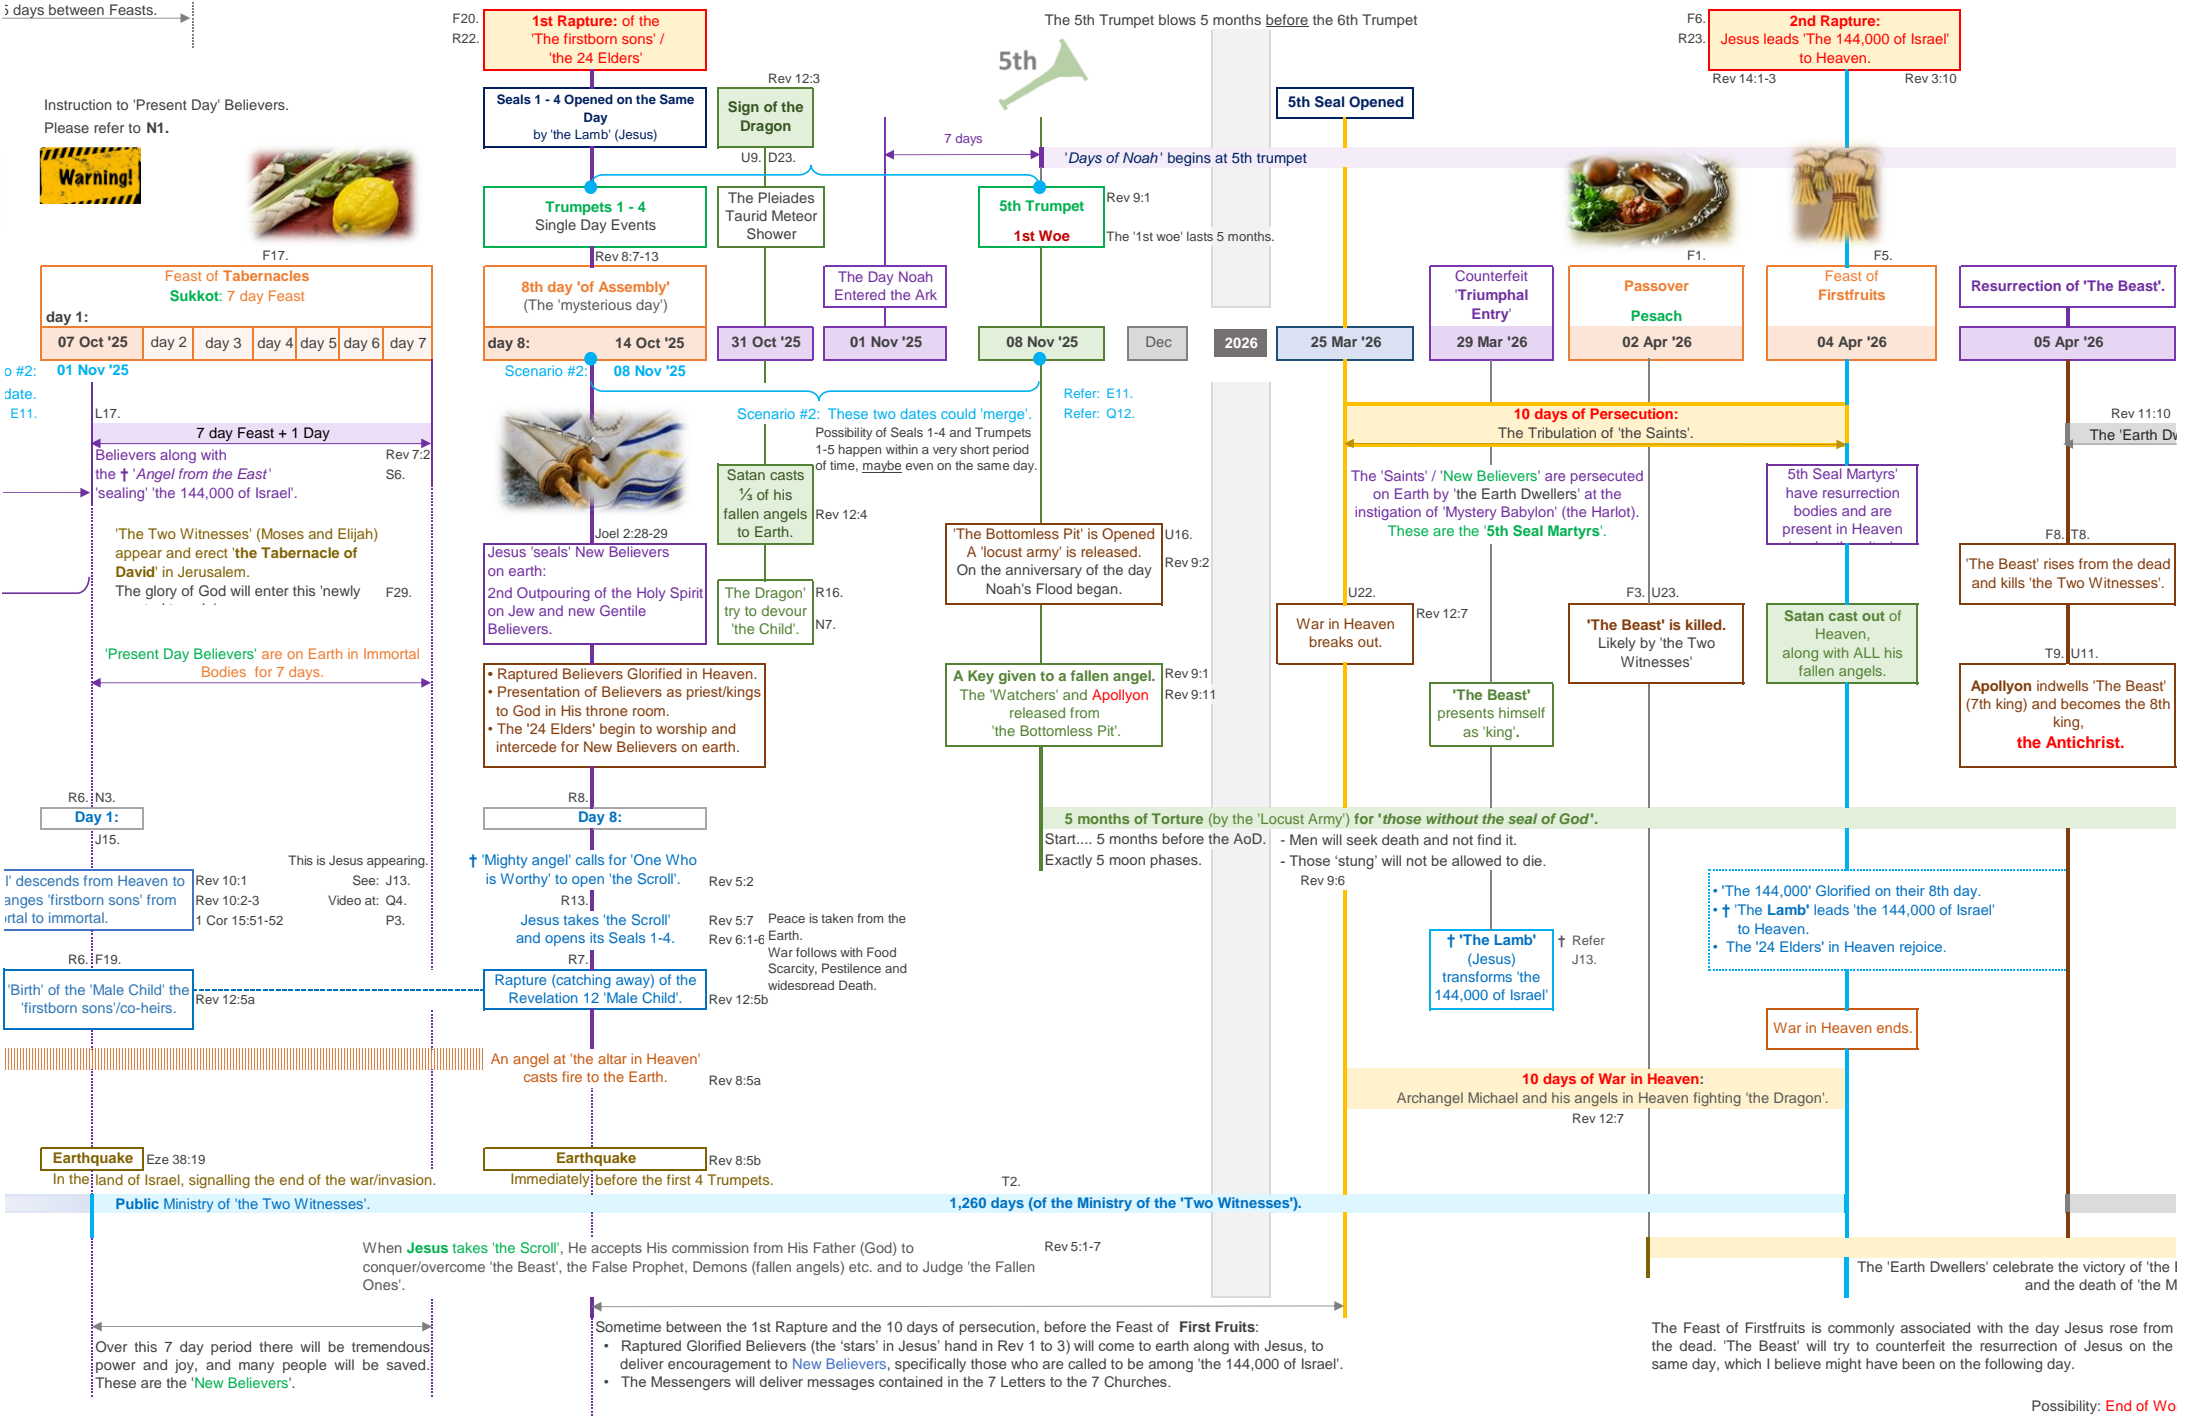 5 days between Feasts.
F20.
R22.
1st Rapture: of the
'The firstborn sons' /
'the 24 Elders'
The 5th Trumpet blows 5 months before the 6th Trumpet
5th
F6.
R23.
2nd Rapture:
Jesus leads 'The 144,000 of Israel'
to Heaven.
Rev 14:1-3
Rev 3:10
Instruction to 'Present Day' Believers.
Please refer to N1.
Warning!
Seals 1 - 4 Opened on the Same
Day
by 'the Lamb' (Jesus)
Rev 12:3
Sign of the
Dragon
U9. D23.
7 days
'Days of Noah' begins at 5th trumpet
5th Seal Opened
Trumpets 1 - 4
Single Day Events
Rev 8:7-13
The Pleiades
Taurid Meteor
Shower
5th Trumpet
1st Woe
Rev 9:1
The '1st woe' lasts 5 months.
F17.
Feast of Tabernacles
Sukkot: 7 day Feast
day 1:
8th day 'of Assembly'
(The 'mysterious day')
The Day Noah
Entered the Ark
Counterfeit
'Triumphal
Entry'
F1.
Passover
Pesach
F5.
Feast of
Firstfruits
Resurrection of 'The Beast'.
07 Oct '25 day 2 day 3 day 4 day 5 day 6 day 7
day 8: 14 Oct '25
31 Oct '25
01 Nov '25
08 Nov '25
Dec
2026
25 Mar '26
29 Mar '26
02 Apr '26
04 Apr '26
05 Apr '26
o #2: 01 Nov '25
date.
E11.
Scenario #2: 08 Nov '25
Scenario #2: These two dates could 'merge'.
Refer: E11.
Refer: Q12.
Possibility of Seals 1-4 and Trumpets
1-5 happen within a very short period
of time, maybe even on the same day.
L17.
7 day Feast + 1 Day
Believers along with
the ✝ 'Angel from the East'
'sealing' 'the 144,000 of Israel'.
Rev 7:2
S6.
'The Two Witnesses' (Moses and Elijah)
appear and erect 'the Tabernacle of
David' in Jerusalem.
The glory of God will enter this 'newly
F29.
'Present Day Believers' are on Earth in Immortal
Bodies for 7 days.
Joel 2:28-29
Jesus 'seals' New Believers
on earth:
2nd Outpouring of the Holy Spirit
on Jew and new Gentile
Believers.
• Raptured Believers Glorified in Heaven.
• Presentation of Believers as priest/kings
to God in His throne room.
• The '24 Elders' begin to worship and
intercede for New Believers on earth.
Satan casts
⅓ of his
fallen angels
to Earth.
Rev 12:4
The Dragon'
try to devour
'the Child'.
R16.
N7.
'The Bottomless Pit' is Opened
A 'locust army' is released.
On the anniversary of the day
Noah's Flood began.
U16.
Rev 9:2
A Key given to a fallen angel.
The 'Watchers' and Apollyon
released from
'the Bottomless Pit'.
Rev 9:1
Rev 9:11
10 days of Persecution:
The Tribulation of 'the Saints'.
The 'Saints' / 'New Believers' are persecuted
on Earth by 'the Earth Dwellers' at the
instigation of 'Mystery Babylon' (the Harlot).
These are the '5th Seal Martyrs'.
5th Seal Martyrs'
have resurrection
bodies and are
present in Heaven
Rev 11:10
The 'Earth Dw
F8. T8.
'The Beast' rises from the dead
and kills 'the Two Witnesses'.
U22.
War in Heaven
breaks out.
Rev 12:7
F3. U23.
'The Beast' is killed.
Likely by 'the Two
Witnesses'
Satan cast out of
Heaven,
along with ALL his
fallen angels.
'The Beast'
presents himself
as 'king'.
T9. U11.
Apollyon indwells 'The Beast'
(7th king) and becomes the 8th
king,
the Antichrist.
R6. N3.
Day 1:
J15.
R8.
Day 8:
5 months of Torture (by the 'Locust Army') for 'those without the seal of God'.
Start.... 5 months before the AoD.
Exactly 5 moon phases.
- Men will seek death and not find it.
- Those ‘stung’ will not be allowed to die.
Rev 9:6
This is Jesus appearing.
See: J13.
Video at: Q4.
P3.
l' descends from Heaven to
anges 'firstborn sons' from
ortal to immortal.
Rev 10:1
Rev 10:2-3
1 Cor 15:51-52
✝ 'Mighty angel' calls for 'One Who
is Worthy' to open 'the Scroll'.
Rev 5:2
R13.
Jesus takes 'the Scroll'
and opens its Seals 1-4.
Rev 5:7
Rev 6:1-6
Peace is taken from the
Earth.
War follows with Food
Scarcity, Pestilence and
widespread Death.
R6. F19.
'Birth' of the 'Male Child' the
'firstborn sons'/co-heirs.
Rev 12:5a
R7.
Rapture (catching away) of the
Revelation 12 'Male Child'.
Rev 12:5b
✝ 'The Lamb'
(Jesus)
transforms 'the
144,000 of Israel'
✝ Refer
J13.
• 'The 144,000' Glorified on their 8th day.
• ✝ 'The Lamb' leads 'the 144,000 of Israel'
to Heaven.
• The '24 Elders' in Heaven rejoice.
War in Heaven ends.
An angel at 'the altar in Heaven'
casts fire to the Earth.
Rev 8:5a
10 days of War in Heaven:
Archangel Michael and his angels in Heaven fighting 'the Dragon'.
Rev 12:7
Earthquake
Eze 38:19
In the land of Israel, signalling the end of the war/invasion.
Earthquake
Rev 8:5b
Immediately before the first 4 Trumpets.
T2.
Public Ministry of 'the Two Witnesses'.
1,260 days (of the Ministry of the 'Two Witnesses').
When Jesus takes 'the Scroll', He accepts His commission from His Father (God) to
conquer/overcome 'the Beast', the False Prophet, Demons (fallen angels) etc. and to Judge 'the Fallen
Ones'.
Rev 5:1-7
The 'Earth Dwellers' celebrate the victory of 'the
and the death of 'the M
Over this 7 day period there will be tremendous
power and joy, and many people will be saved.
These are the 'New Believers'.
Sometime between the 1st Rapture and the 10 days of persecution, before the Feast of First Fruits:
• Raptured Glorified Believers (the ‘stars’ in Jesus’ hand in Rev 1 to 3) will come to earth along with Jesus, to
deliver encouragement to New Believers, specifically those who are called to be among 'the 144,000 of Israel'.
• The Messengers will deliver messages contained in the 7 Letters to the 7 Churches.
The Feast of Firstfruits is commonly associated with the day Jesus rose from
the dead. 'The Beast' will try to counterfeit the resurrection of Jesus on the
same day, which I believe might have been on the following day.
Possibility: End of Wo